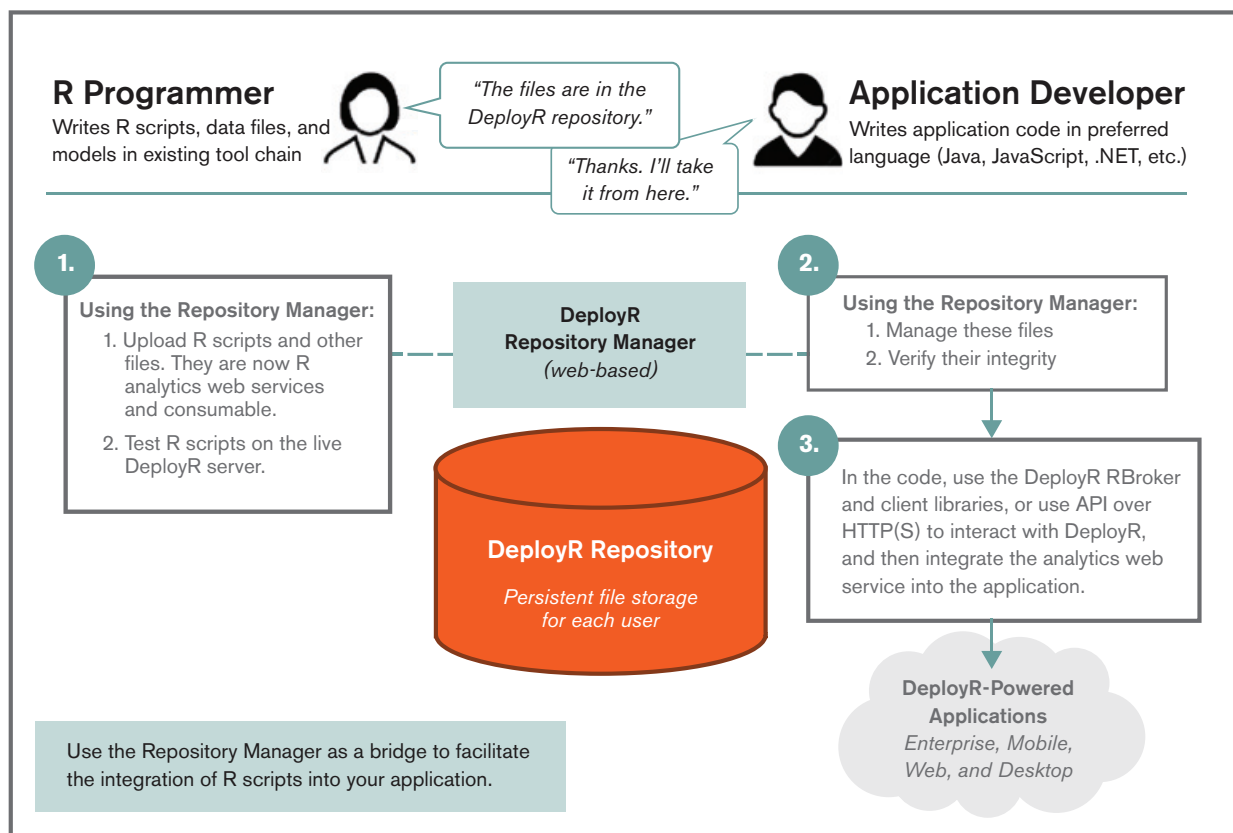 R Programmer
Writes R scripts, data files, and
models in existing tool chain
“The files are in the
DeployR repository.”
“Thanks. I’ll take
it from here.”
Application Developer
Writes application code in preferred
language (Java, JavaScript, .NET, etc.)
1.
Using the Repository Manager:
1. Upload R scripts and other
files. They are now R
analytics web services
and consumable.
2. Test R scripts on the live
DeployR server.
DeployR
Repository Manager
(web-based)
DeployR Repository
Persistent file storage
for each user
2.
Using the Repository Manager:
1. Manage these files
2. Verify their integrity
3.
In the code, use the DeployR RBroker
and client libraries, or use API over
HTTP(S) to interact with DeployR,
and then integrate the analytics web
service into the application.
DeployR-Powered
Applications
Enterprise, Mobile,
Web, and Desktop
Use the Repository Manager as a bridge to facilitate
the integration of R scripts into your application.